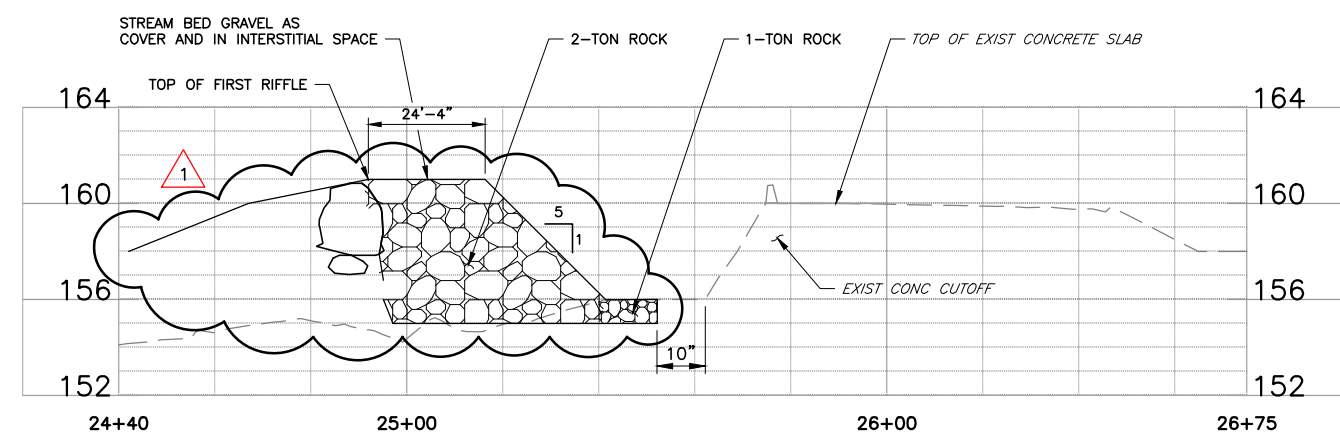 STREAM BED GRAVEL AS
COVER AND IN INTERSTITIAL SPACE
2-TON ROCK
1-TON ROCK
TOP OF EXIST CONCRETE SLAB
TOP OF FIRST RIFFLE
24'-4"
164
164
1
160
160
5
1
EXIST CONC CUTOFF
156
156
10"
152
152
24+40
25+00
26+00
26+75